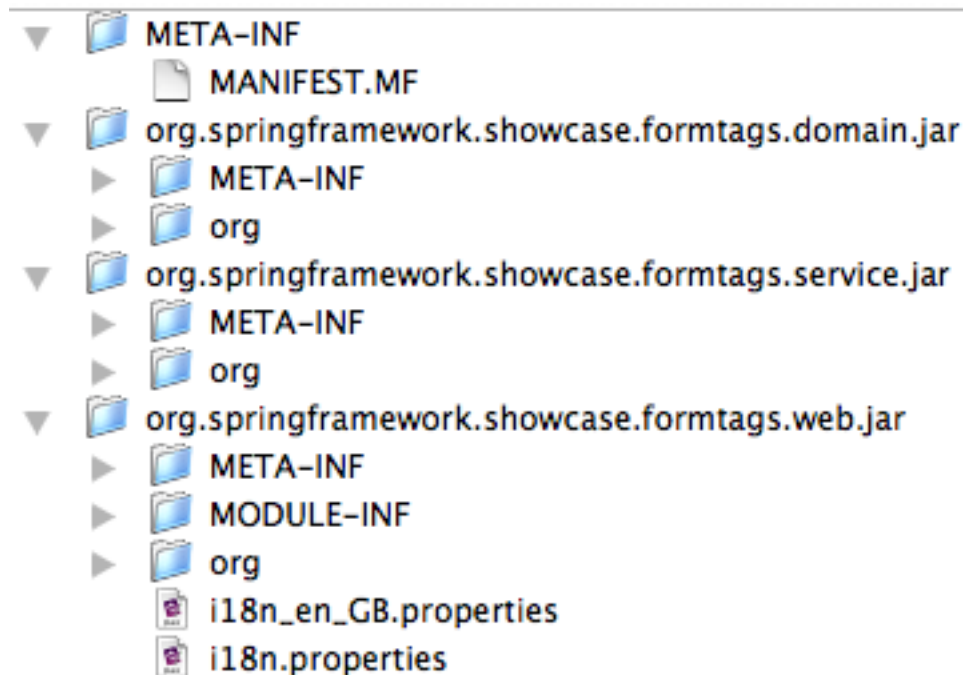 META-INF
MANIFEST.MF
org.springframework.showcase.formtags.domain.jar
META-INF
org
org.springframework.showcase.formtags.service.jar
META-INF
org
org.springframework.showcase.formtags.web.jar
META-INF
MODULE-INF
org
i18n_en_GB.properties
i18n.properties